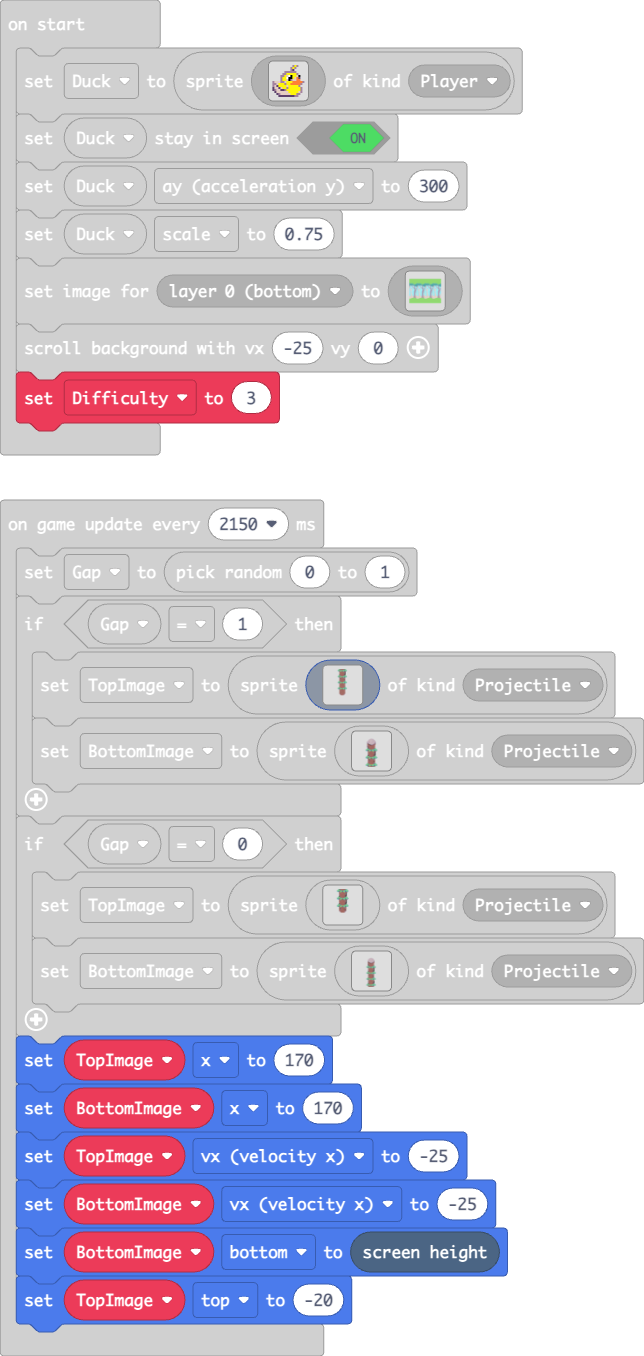 on start
set Duck to sprite of kind Player
set Duck stay in screen ON
set Duck ay (acceleration y) to 300
set Duck scale to 0.75
set image for layer 0 (bottom) to
scroll background with vx -25 vy 0
set Difficulty to 3
on game update every 2150 ms
set Gap to pick random 0 to 1
if Gap = 1 then
set TopImage to sprite of kind Projectile
set BottomImage to sprite of kind Projectile
if Gap = 0 then
set TopImage to sprite of kind Projectile
set BottomImage to sprite of kind Projectile
set TopImage x to 170
set BottomImage x to 170
set TopImage vx (velocity x) to -25
set BottomImage vx (velocity x) to -25
set BottomImage bottom to screen height
set TopImage top to -20